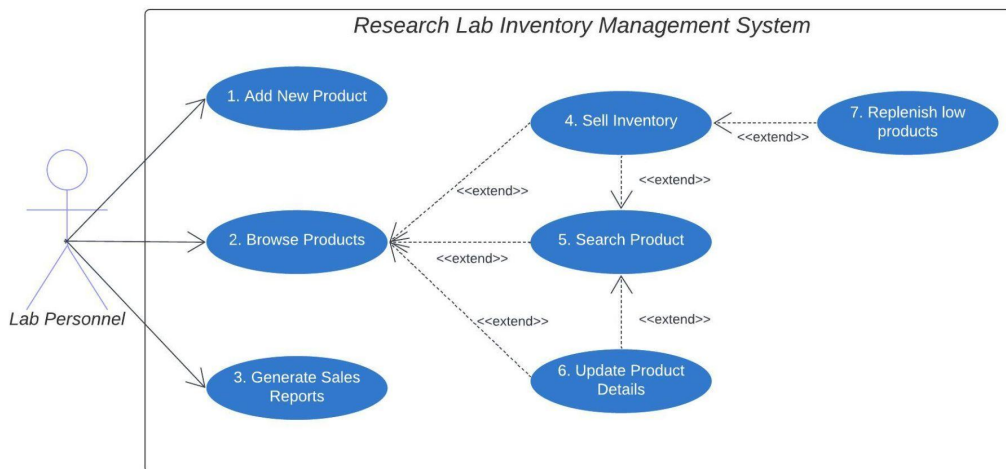 Research Lab Inventory Management System
1. Add New Product
4. Sell Inventory
7. Replenish low
products
<<extend>>
<<extend>>
<<extend>>
2. Browse Products
5. Search Product
<<extend>>
Lab Personnel
<<extend>>
<<extend>>
3. Generate Sales
Reports
6. Update Product
Details